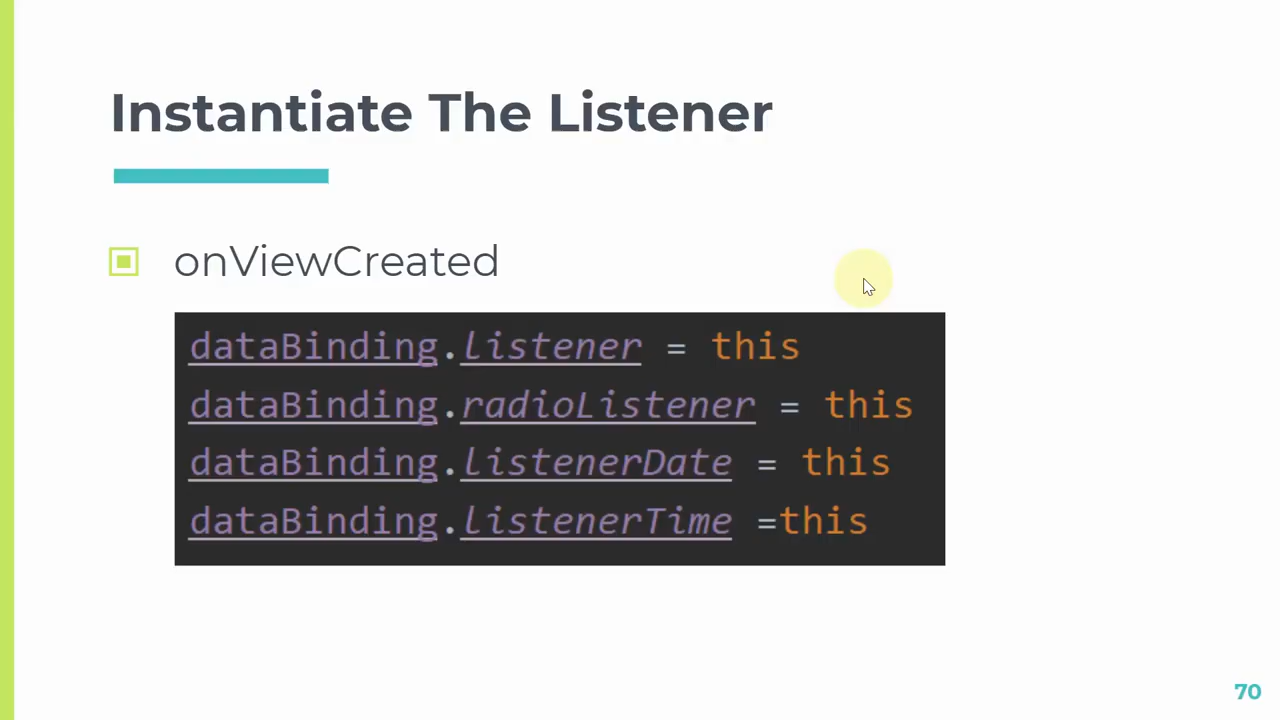 Instantiate The Listener
onViewCreated
dataBinding.listener = this
dataBinding.radioListener = this
dataBinding.listenerDate = this
dataBinding.listenerTime =this
70